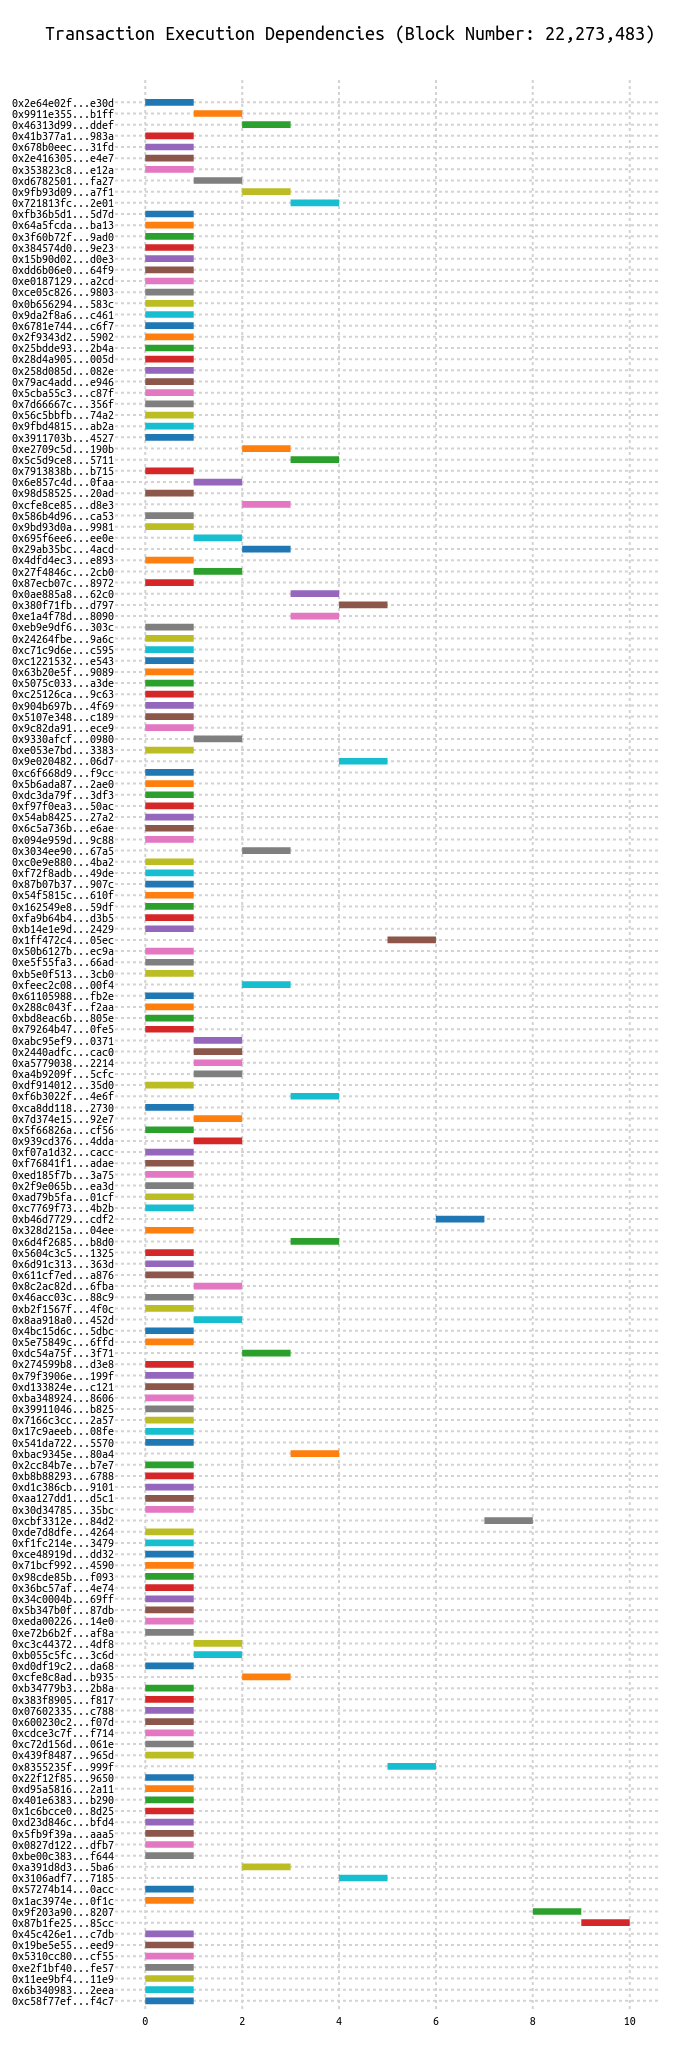 Transaction Execution Dependencies (Block Number: 22,273,483)
0x2e64e02f...e30d
0x9911e355...b1ff
0x46313d99...ddef
0x41b377a1...983a
0x678b0eec...31fd
0x2e416305...e4e7
0x353823c8...e12a
0xd6782501...fa27
0x9fb93d09...a7f1
0x721813fc...2e01
0xfb36b5d1...5d7d
0x64a5fcda...ba13
0x3f60b72f...9ad0
0x384574d0...9e23
0x15b90d02...d0e3
0xdd6b06e0...64f9
0xe0187129...a2cd
0xce05c826...9803
0x0b656294...583c
0x9da2f8a6...c461
0x6781e744...c6f7
0x2f9343d2...5902
0x25bdde93...2b4a
0x28d4a905...005d
0x258d085d...082e
0x79ac4add...e946
0x5cba55c3...c87f
0x7d66667c...356f
0x56c5bbfb...74a2
0x9fbd4815...ab2a
0x3911703b...4527
0xe2709c5d...190b
0x5c5d9ce8...5711
0x7913838b...b715
0x6e857c4d...0faa
0x98d58525...20ad
0xcfe8ce85...d8e3
0x586b4d96...ca53
0x9bd93d0a...9981
0x695f6ee6...ee0e
0x29ab35bc...4acd
0x4dfd4ec3...e893
0x27f4846c...2cb0
0x87ecb07c...8972
0x0ae885a8...62c0
0x380f71fb...d797
0xe1a4f78d...8090
0xeb9e9df6...303c
0x24264fbe...9a6c
0xc71c9d6e...c595
0xc1221532...e543
0x63b20e5f...9089
0x5075c033...a3de
0xc25126ca...9c63
0x904b697b...4f69
0x5107e348...c189
0x9c82da91...ece9
0x9330afcf...0980
0xe053e7bd...3383
0x9e020482...06d7
0xc6f668d9...f9cc
0x5b6ada87...2ae0
0xdc3da79f...3df3
0xf97f0ea3...50ac
0x54ab8425...27a2
0x6c5a736b...e6ae
0x094e959d...9c88
0x3034ee90...67a5
0xc0e9e880...4ba2
0xf72f8adb...49de
0x87b07b37...907c
0x54f5815c...610f
0x162549e8...59df
0xfa9b64b4...d3b5
0xb14e1e9d...2429
0x1ff472c4...05ec
0x50b6127b...ec9a
0xe5f55fa3...66ad
0xb5e0f513...3cb0
0xfeec2c08...00f4
0x61105988...fb2e
0x288c043f...f2aa
0xbd8eac6b...805e
0x79264b47...0fe5
0xabc95ef9...0371
0x2440adfc...cac0
0xa5779038...2214
0xa4b9209f...5cfc
0xdf914012...35d0
0xf6b3022f...4e6f
0xca8dd118...2730
0x7d374e15...92e7
0x5f66826a...cf56
0x939cd376...4dda
0xf07a1d32...cacc
0xf76841f1...adae
0xed185f7b...3a75
0x2f9e065b...ea3d
0xad79b5fa...01cf
0xc7769f73...4b2b
0xb46d7729...cdf2
0x328d215a...04ee
0x6d4f2685...b8d0
0x5604c3c5...1325
0x6d91c313...363d
0x611cf7ed...a876
0x8c2ac82d...6fba
0x46acc03c...88c9
0xb2f1567f...4f0c
0x8aa918a0...452d
0x4bc15d6c...5dbc
0x5e75849c...6ffd
0xdc54a75f...3f71
0x274599b8...d3e8
0x79f3906e...199f
0xd133824e...c121
0xba348924...8606
0x39911046...b825
0x7166c3cc...2a57
0x17c9aeeb...08fe
0x541da722...5570
0xbac9345e...80a4
0x2cc84b7e...b7e7
0xb8b88293...6788
0xd1c386cb...9101
0xaa127dd1...d5c1
0x30d34785...35bc
0xcbf3312e...84d2
0xde7d8dfe...4264
0xf1fc214e...3479
0xce48919d...dd32
0x71bcf992...4590
0x98cde85b...f093
0x36bc57af...4e74
0x34c0004b...69ff
0x5b347b0f...87db
0xeda00226...14e0
0xe72b6b2f...af8a
0xc3c44372...4df8
0xb055c5fc...3c6d
0xd0df19c2...da68
0xcfe8c8ad...b935
0xb34779b3...2b8a
0x383f8905...f817
0x07602335...c788
0x600230c2...f07d
0xcdce3c7f...f714
0xc72d156d...061e
0x439f8487...965d
0x8355235f...999f
0x22f12f85...9650
0xd95a5816...2a11
0x401e6383...b290
0x1c6bcce0...8d25
0xd23d846c...bfd4
0x5fb9f39a...aaa5
0x0827d122...dfb7
0xbe00c383...f644
0xa391d8d3...5ba6
0x3106adf7...7185
0x57274b14...0acc
0x1ac3974e...0f1c
0x9f203a90...8207
0x87b1fe25...85cc
0x45c426e1...c7db
0x19be5e55...eed9
0x5310cc80...cf55
0xe2f1bf40...fe57
0x11ee9bf4...11e9
0x6b340983...2eea
0xc58f77ef...f4c7
0 2 4 6 8 10